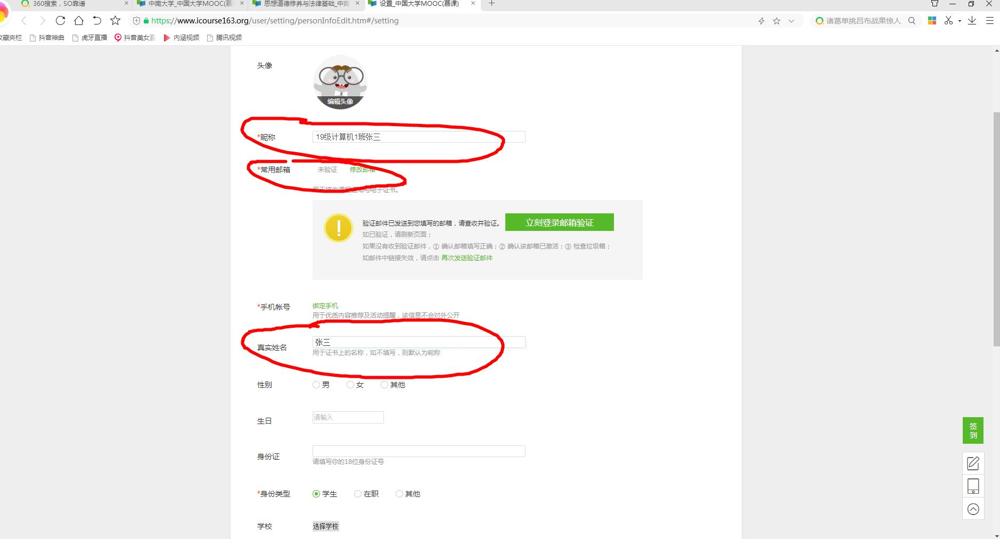 360搜索，SO靠谱
中南大学_中国大学MOOC(慕
思想道德修养与法律基础_中南
设置_中国大学MOOC(慕课)
https://www.icourse163.org/user/setting/personInfoEdit.htm#/setting
诸葛单挑吕布战果惊人
收藏夹栏 抖音神曲 虎牙直播 抖音美女直 内涵视频 腾讯视频
头像
编辑头像
*昵称 19级计算机1班张三
*常用邮箱 未验证 修改邮箱
用于接收课程通知与电子证书。
验证邮件已发送到您填写的邮箱，请查收并验证。 立刻登录邮箱验证
如已验证，请刷新页面；
如果没有收到验证邮件，① 确认邮箱填写正确；② 确认该邮箱已激活；③ 检查垃圾箱；
如邮件中链接失效，请点击 再次发送验证邮件
*手机帐号 绑定手机
用于优质内容推荐及活动提醒，该信息不会对外公开
真实姓名 张三
用于证书上的名称，如不填写，则默认为昵称
性别 男 女 其他
生日 请输入
签到
身份证
请填写你的18位身份证号
*身份类型 学生 在职 其他
学校 选择学校